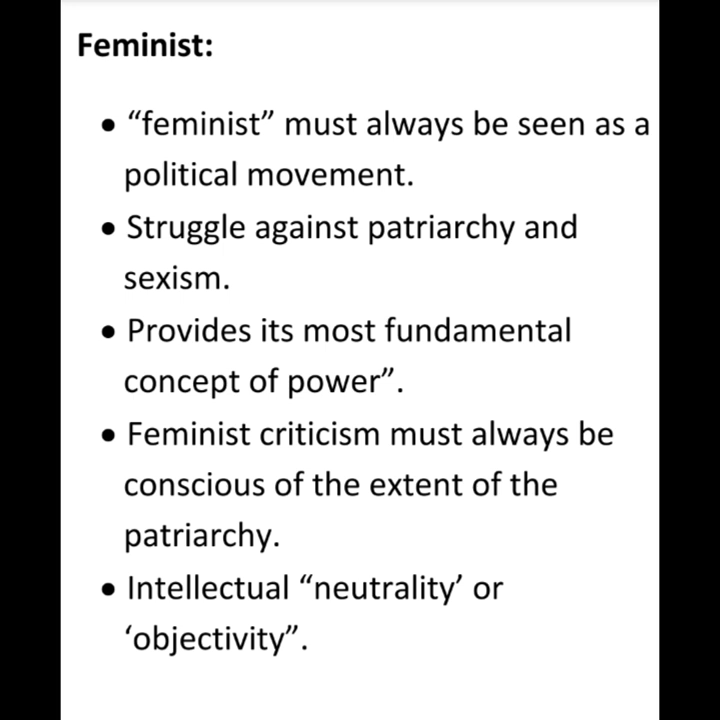 Feminist:
• “feminist” must always be seen as a
political movement.
• Struggle against patriarchy and
sexism.
• Provides its most fundamental
concept of power”.
• Feminist criticism must always be
conscious of the extent of the
patriarchy.
• Intellectual “neutrality’ or
‘objectivity”.